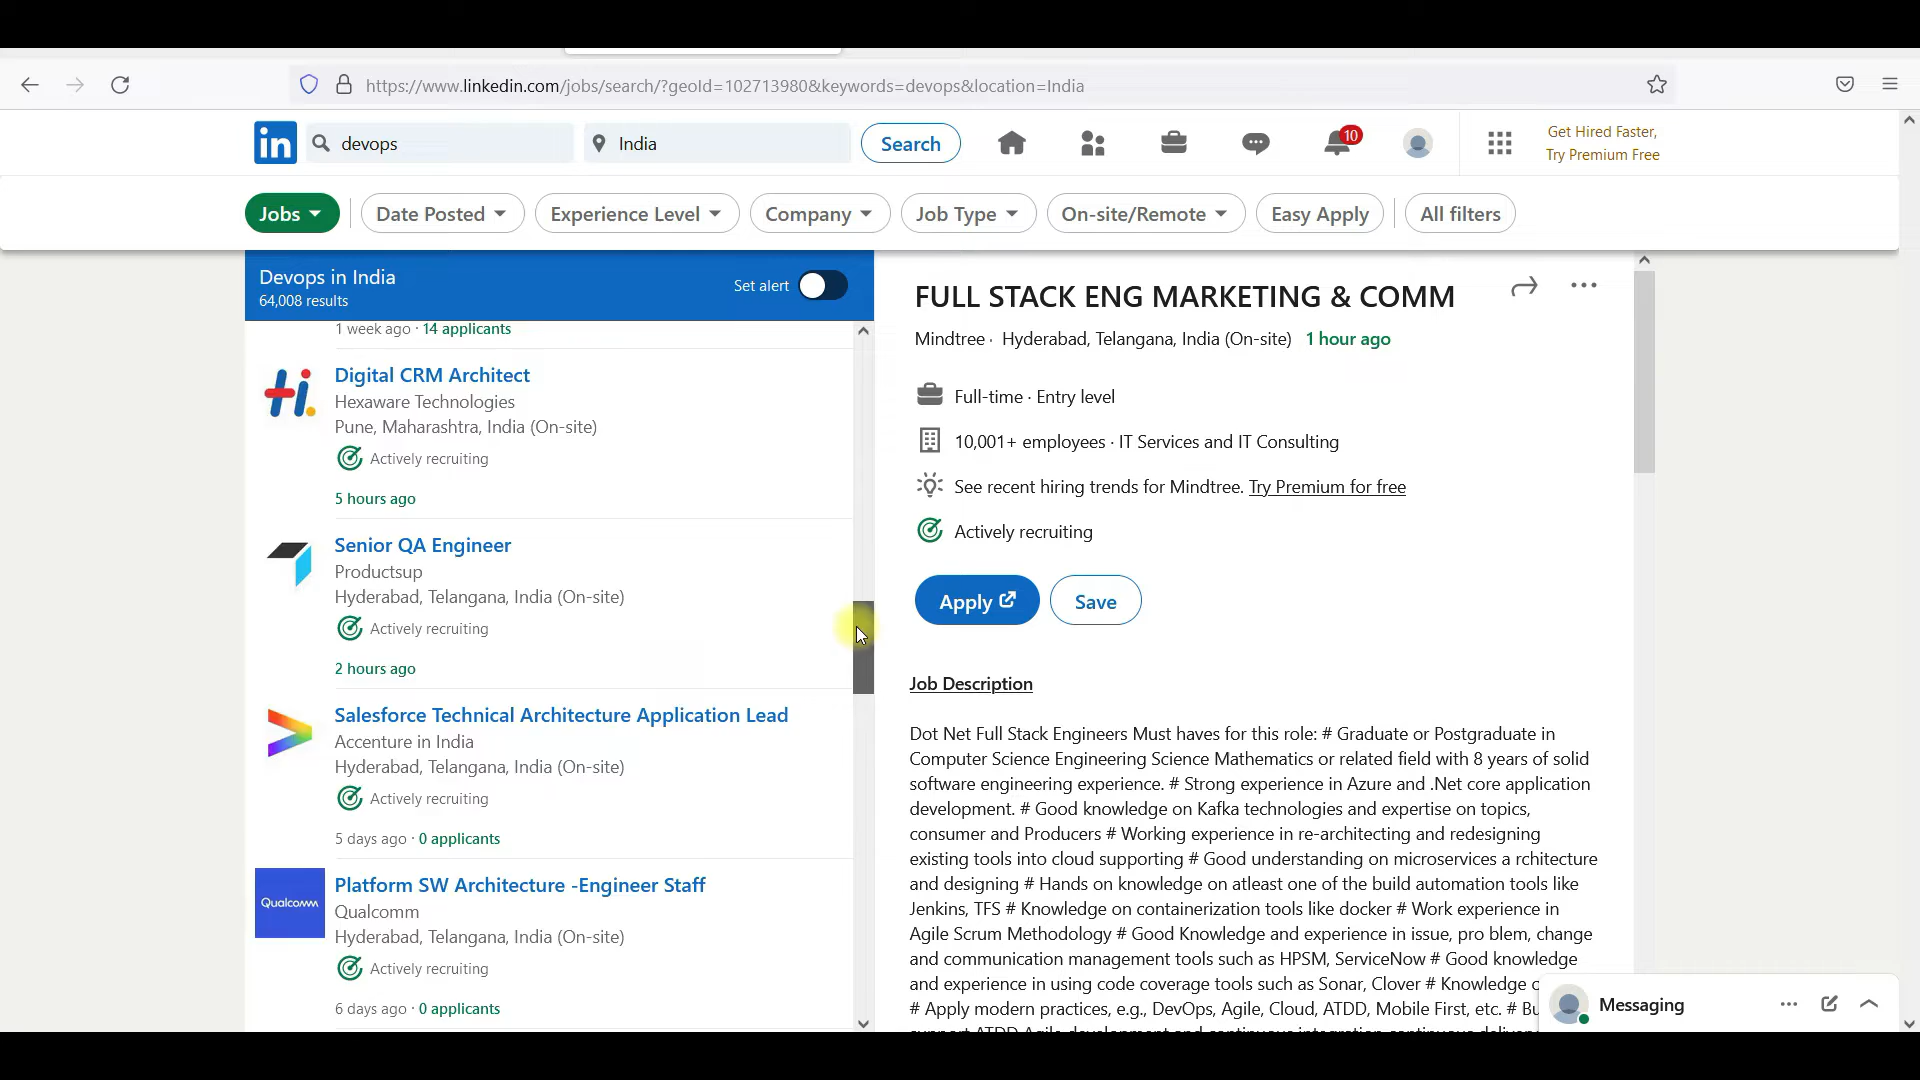 https://www.linkedin.com/jobs/search/?geoId=102713980&keywords=devops&location=India
in
devops
India
Search
10
Get Hired Faster,
Try Premium Free
Jobs
Date Posted
Experience Level
Company
Job Type
On-site/Remote
Easy Apply
All filters
Devops in India
64,008 results
Set alert
1 week ago · 14 applicants
Digital CRM Architect
Hexaware Technologies
Pune, Maharashtra, India (On-site)
Actively recruiting
5 hours ago
Senior QA Engineer
Productsup
Hyderabad, Telangana, India (On-site)
Actively recruiting
2 hours ago
Salesforce Technical Architecture Application Lead
Accenture in India
Hyderabad, Telangana, India (On-site)
Actively recruiting
5 days ago · 0 applicants
Qualcomm
Platform SW Architecture -Engineer Staff
Qualcomm
Hyderabad, Telangana, India (On-site)
Actively recruiting
6 days ago · 0 applicants
FULL STACK ENG MARKETING & COMM
Mindtree · Hyderabad, Telangana, India (On-site) 1 hour ago
Full-time · Entry level
10,001+ employees · IT Services and IT Consulting
See recent hiring trends for Mindtree. Try Premium for free
Actively recruiting
Apply
Save
Job Description
Dot Net Full Stack Engineers Must haves for this role: # Graduate or Postgraduate in
Computer Science Engineering Science Mathematics or related field with 8 years of solid
software engineering experience. # Strong experience in Azure and .Net core application
development. # Good knowledge on Kafka technologies and expertise on topics,
consumer and Producers # Working experience in re-architecting and redesigning
existing tools into cloud supporting # Good understanding on microservices a rchitecture
and designing # Hands on knowledge on atleast one of the build automation tools like
Jenkins, TFS # Knowledge on containerization tools like docker # Work experience in
Agile Scrum Methodology # Good Knowledge and experience in issue, pro blem, change
and communication management tools such as HPSM, ServiceNow # Good knowledge
and experience in using code coverage tools such as Sonar, Clover # Knowledge
# Apply modern practices, e.g., DevOps, Agile, Cloud, ATDD, Mobile First, etc. #
support ATDD Agile development and continuous integration continuous
Messaging